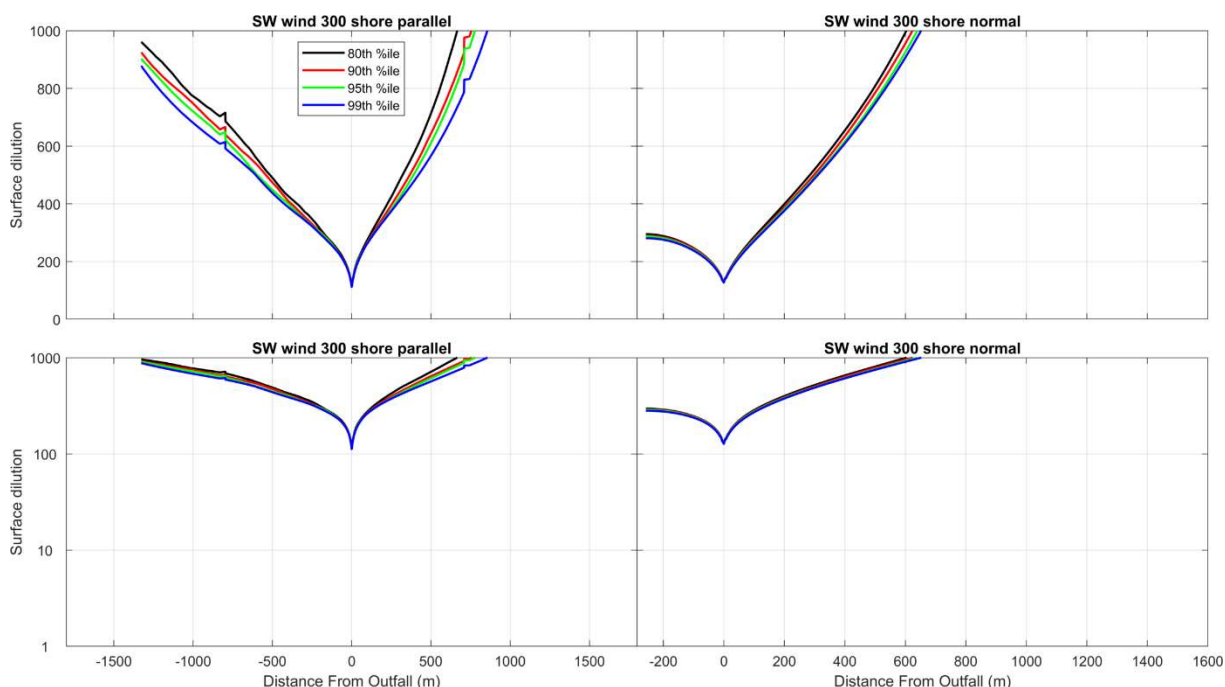 SW wind 300 shore parallel
SW wind 300 shore normal
1000
800
600
400
200
0
Surface dilution
80th %ile
90th %ile
95th %ile
99th %ile
SW wind 300 shore parallel
SW wind 300 shore normal
1000
100
10
1
Surface dilution
-1500 -1000 -500 0 500 1000 1500
-200 0 200 400 600 800 1000 1200 1400 1600
Distance From Outfall (m)
Distance From Outfall (m)